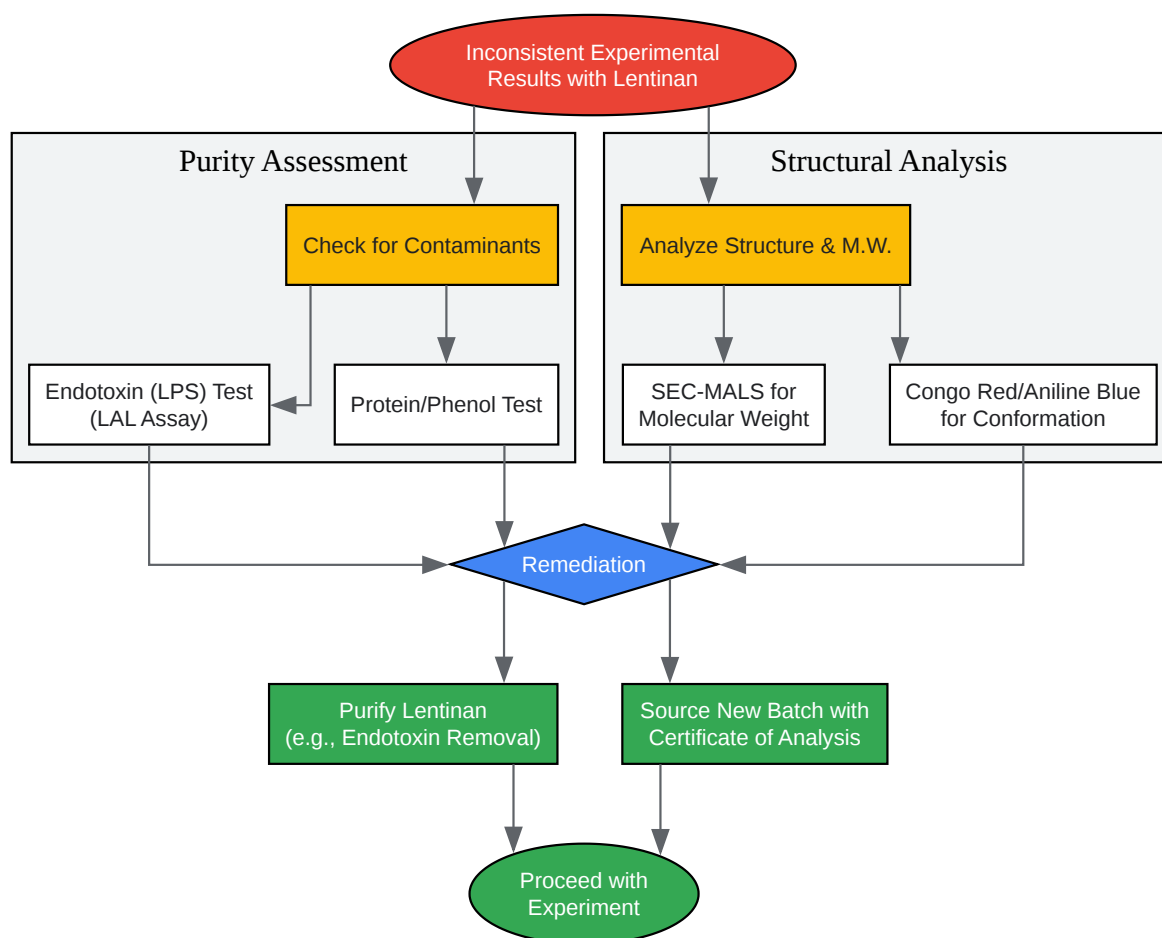 Inconsistent Experimental
Results with Lentinan
Purity Assessment
Structural Analysis
Check for Contaminants
Analyze Structure & M.W.
Endotoxin (LPS) Test
(LAL Assay)
Protein/Phenol Test
SEC-MALS for
Molecular Weight
Congo Red/Aniline Blue
for Conformation
Remediation
Purify Lentinan
(e.g., Endotoxin Removal)
Source New Batch with
Certificate of Analysis
Proceed with
Experiment